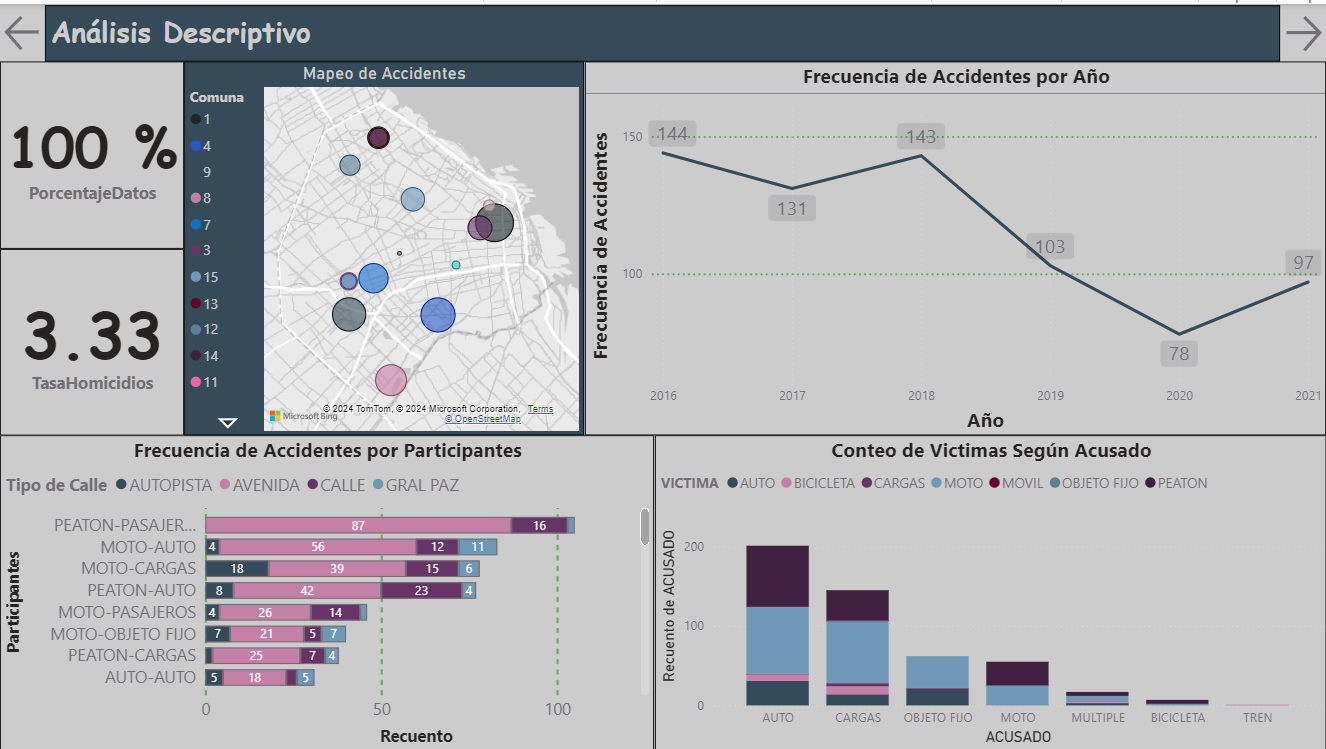 Análisis Descriptivo
100 %
PorcentajeDatos
3.33
TasaHomicidios
Mapeo de Accidentes
Comuna
1
4
9
8
7
3
15
13
12
14
11
© 2024 TomTom, © 2024 Microsoft Corporation, Terms
© OpenStreetMap
Microsoft Bing
Frecuencia de Accidentes por Año
Frecuencia de Accidentes
150
100
144
131
143
103
78
97
2016 2017 2018 2019 2020 2021
Año
Frecuencia de Accidentes por Participantes
Tipo de Calle AUTOPISTA AVENIDA CALLE GRAL PAZ
Participantes
PEATON-PASAJER... 87 16
MOTO-AUTO 4 56 12 11
MOTO-CARGAS 18 39 15 6
PEATON-AUTO 8 42 23 4
MOTO-PASAJEROS 4 26 14
MOTO-OBJETO FIJO 7 21 5 7
PEATON-CARGAS 25 7 4
AUTO-AUTO 5 18 5
0 50 100
Recuento
Conteo de Victimas Según Acusado
VICTIMA AUTO BICICLETA CARGAS MOTO MOVIL OBJETO FIJO PEATON
Recuento de ACUSADO
200
100
0
AUTO CARGAS OBJETO FIJO MOTO MULTIPLE BICICLETA TREN
ACUSADO